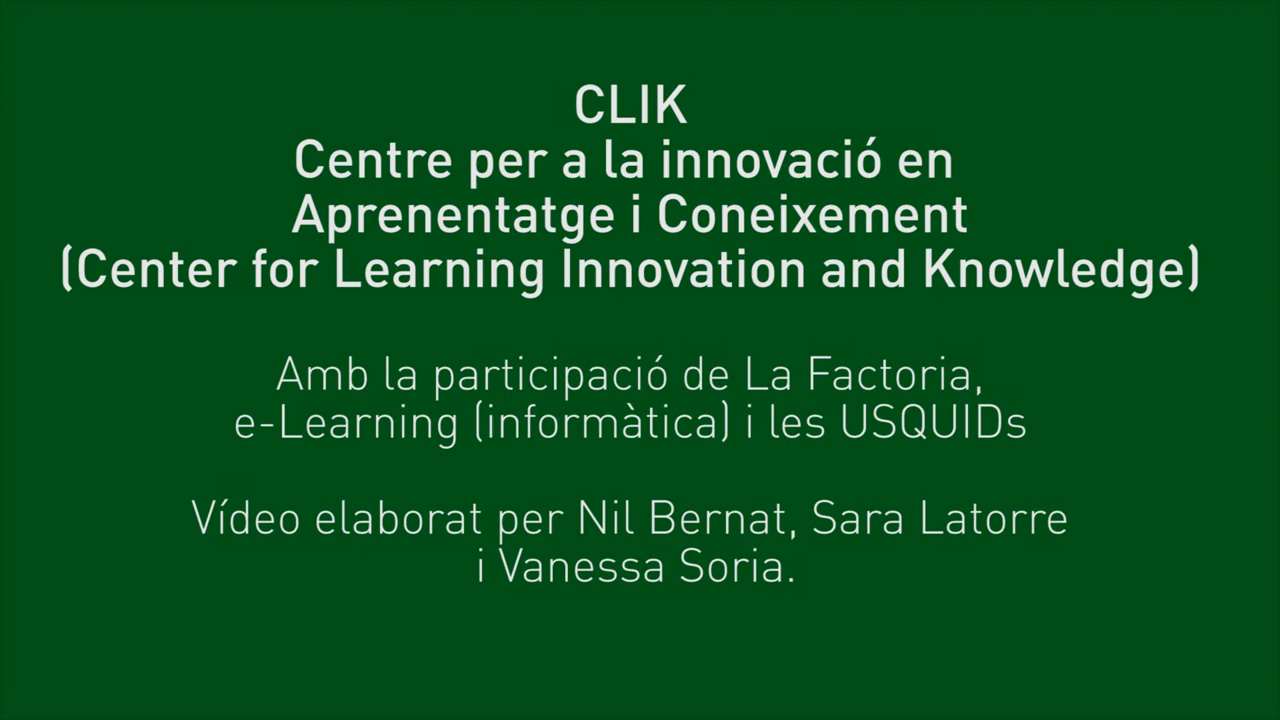 CLIK
Centre per a la innovació en
Aprenentatge i Coneixement
(Center for Learning Innovation and Knowledge)
Amb la participació de La Factoria,
e-Learning (informàtica) i les USQUIDs
Vídeo elaborat per Nil Bernat, Sara Latorre
i Vanessa Soria.